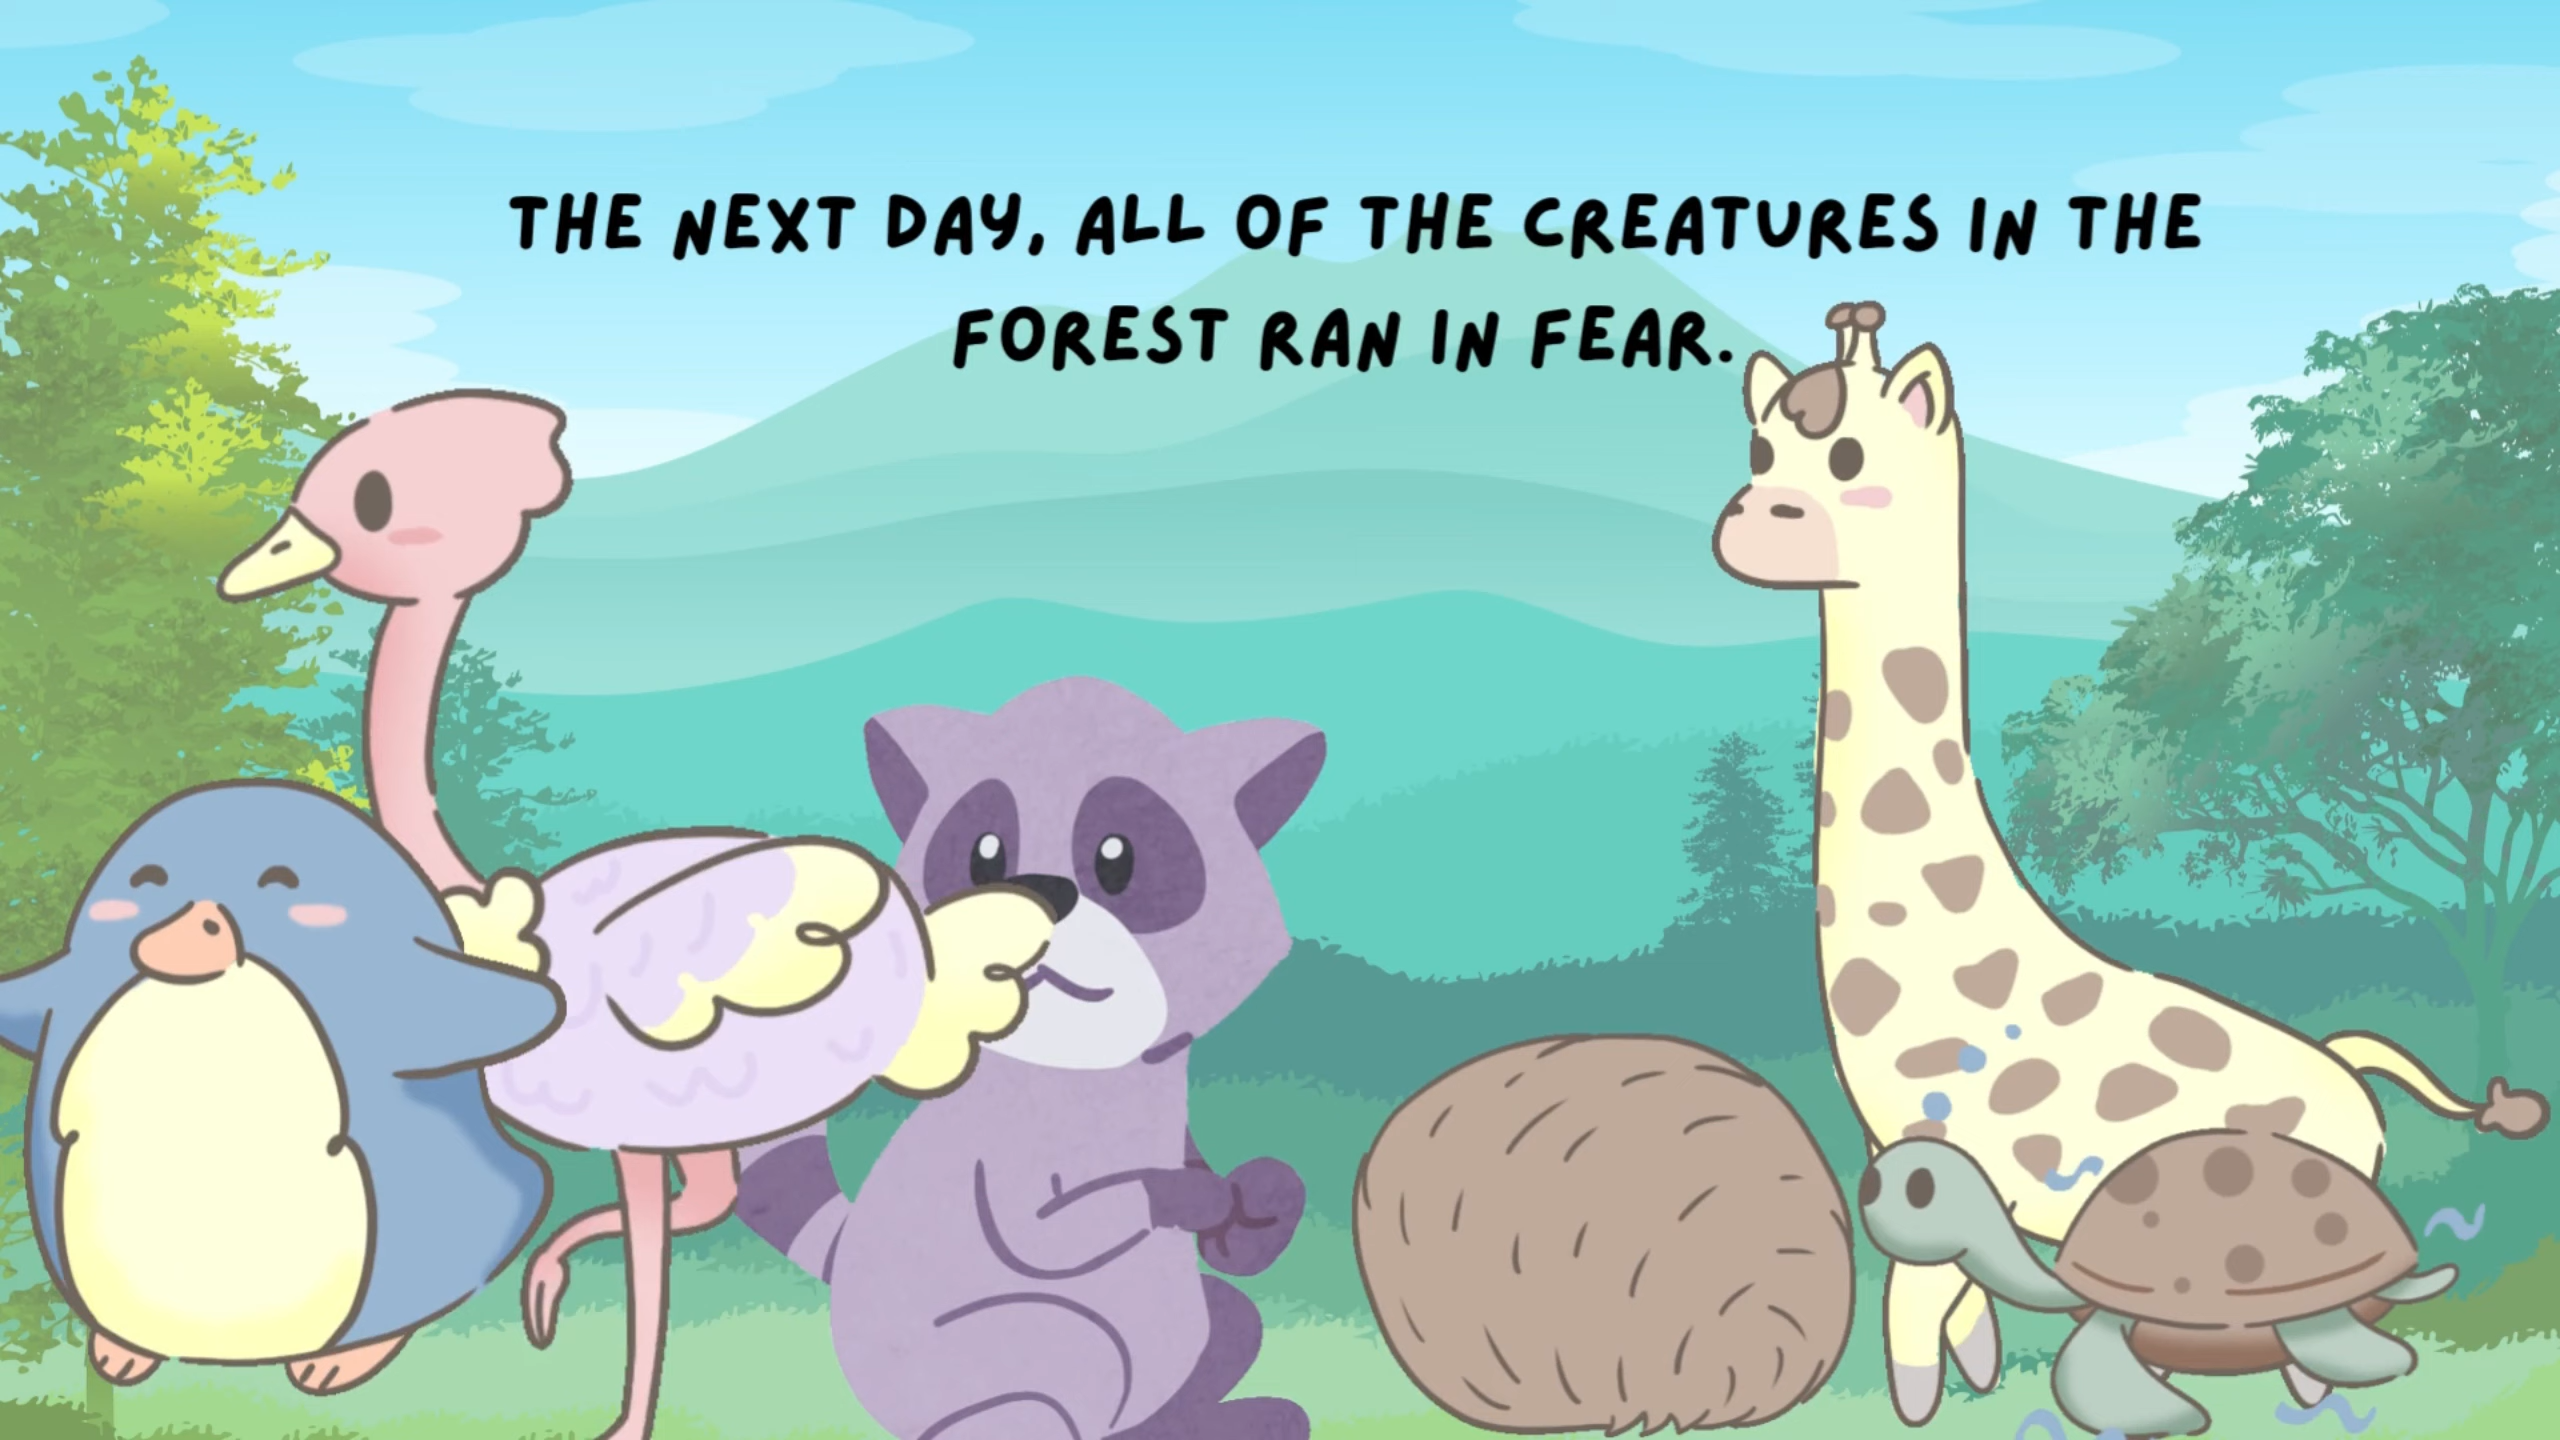 THE NEXT DAY, ALL OF THE CREATURES IN THE
FOREST RAN IN FEAR.